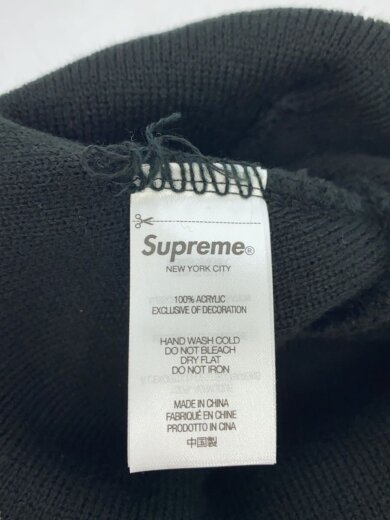 Supreme®
NEW YORK CITY
100% ACRYLIC
EXCLUSIVE OF DECORATION
HAND WASH COLD
DO NOT BLEACH
DRY FLAT
DO NOT IRON
MADE IN CHINA
FABRIQUÉ EN CHINE
PRODOTTO IN CINA
中国製